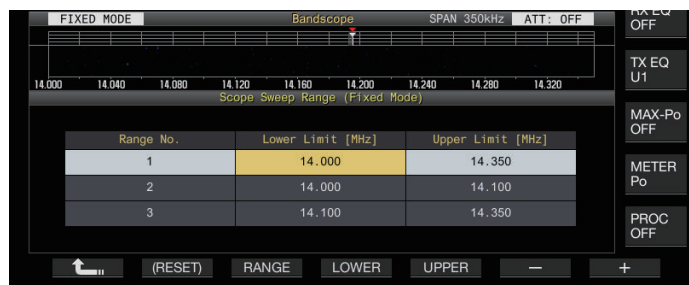 FIXED MODE Bandscope SPAN 350kHz ATT: OFF
RX EQ
OFF
14.000 14.040 14.080 14.120 14.160 14.200 14.240 14.280 14.320
TX EQ
U1
Scope Sweep Range (Fixed Mode)
MAX-Po
OFF
Range No. Lower Limit [MHz] Upper Limit [MHz]
1 14.000 14.350
METER
Po
2 14.000 14.100
3 14.100 14.350
PROC
OFF
(RESET) RANGE LOWER UPPER − +